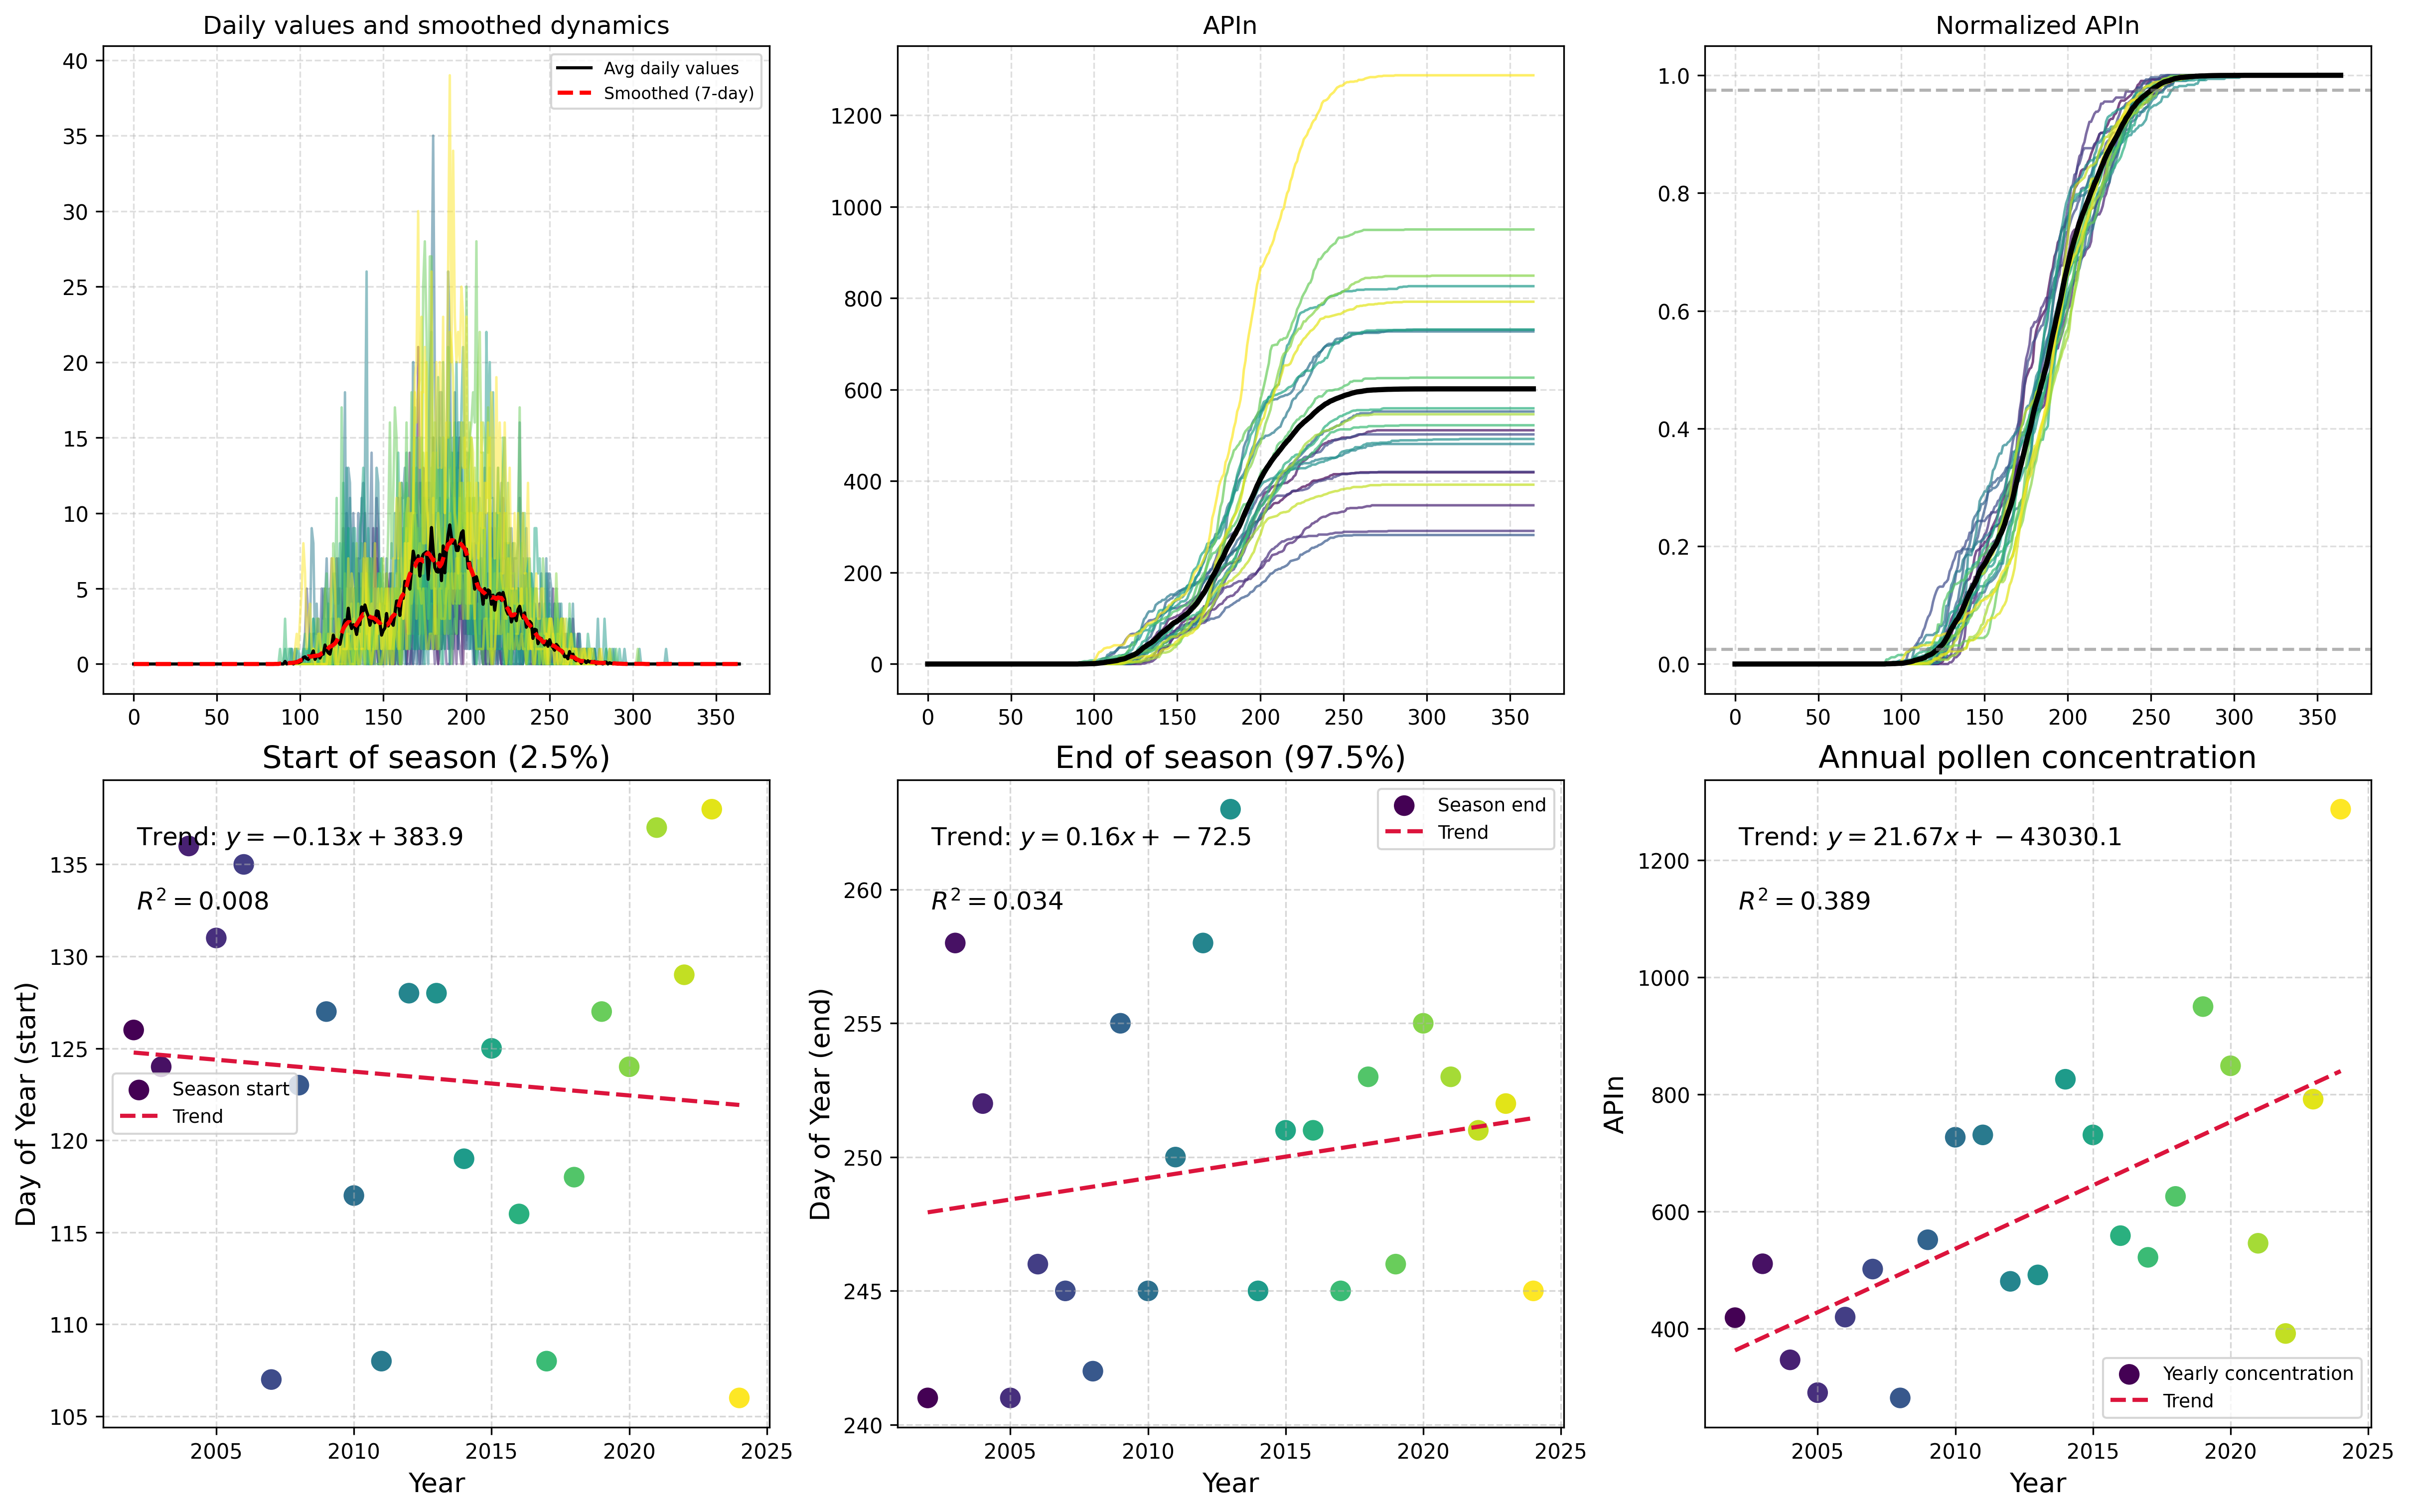 Daily values and smoothed dynamics
40
35
30
25
20
15
10
5
0
0 50 100 150 200 250 300 350
Avg daily values
Smoothed (7-day)
APIn
1200
1000
800
600
400
200
0
0 50 100 150 200 250 300 350
Normalized APIn
1.0
0.8
0.6
0.4
0.2
0.0
0 50 100 150 200 250 300 350
Start of season (2.5%)
Trend: y = −0.13x + 383.9
R² = 0.008
Season start
Trend
Day of Year (start)
135
130
125
120
115
110
105
2005 2010 2015 2020 2025
Year
End of season (97.5%)
Trend: y = 0.16x + −72.5
R² = 0.034
Season end
Trend
Day of Year (end)
260
255
250
245
240
2005 2010 2015 2020 2025
Year
Annual pollen concentration
Trend: y = 21.67x + −43030.1
R² = 0.389
Yearly concentration
Trend
APIn
1200
1000
800
600
400
2005 2010 2015 2020 2025
Year